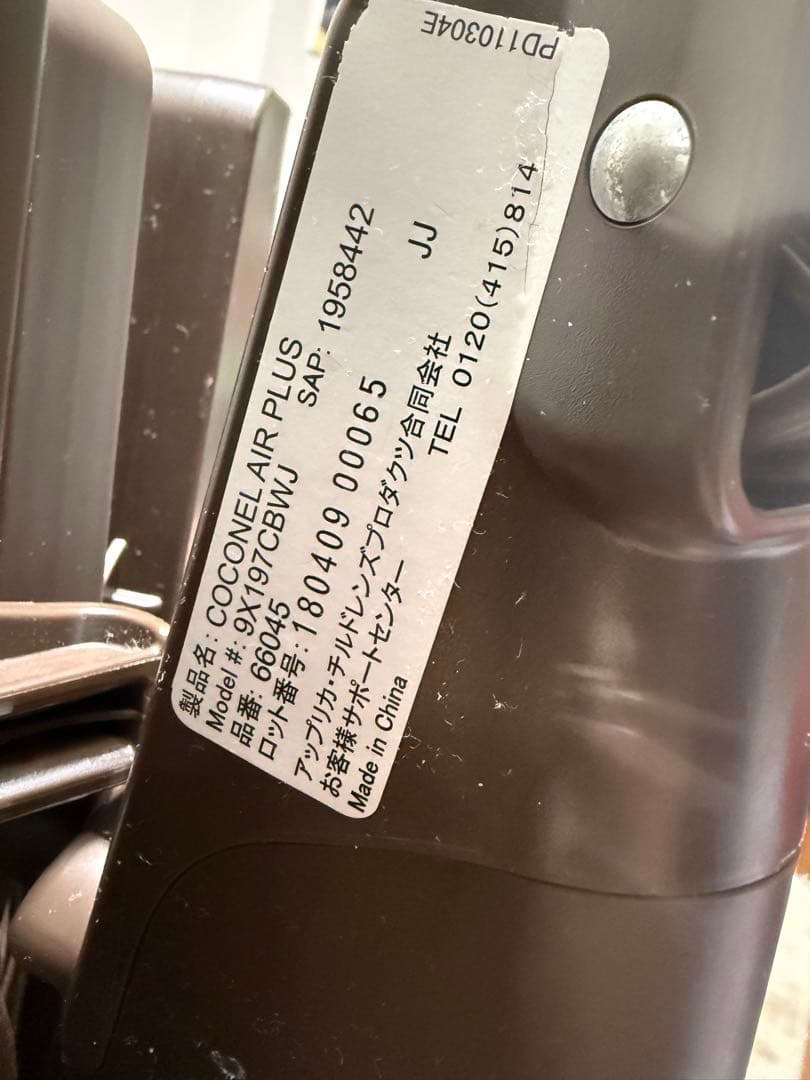 製品名: COCONEL AIR PLUS
Model #: 9X197CBWJ SAP: 1958442
品番: 66045
ロット番号: 180409 00065 JJ
アップリカ・チルドレンズプロダクツ合同会社
お客様サポートセンター TEL 0120(415)814
Made in China
PD110304E